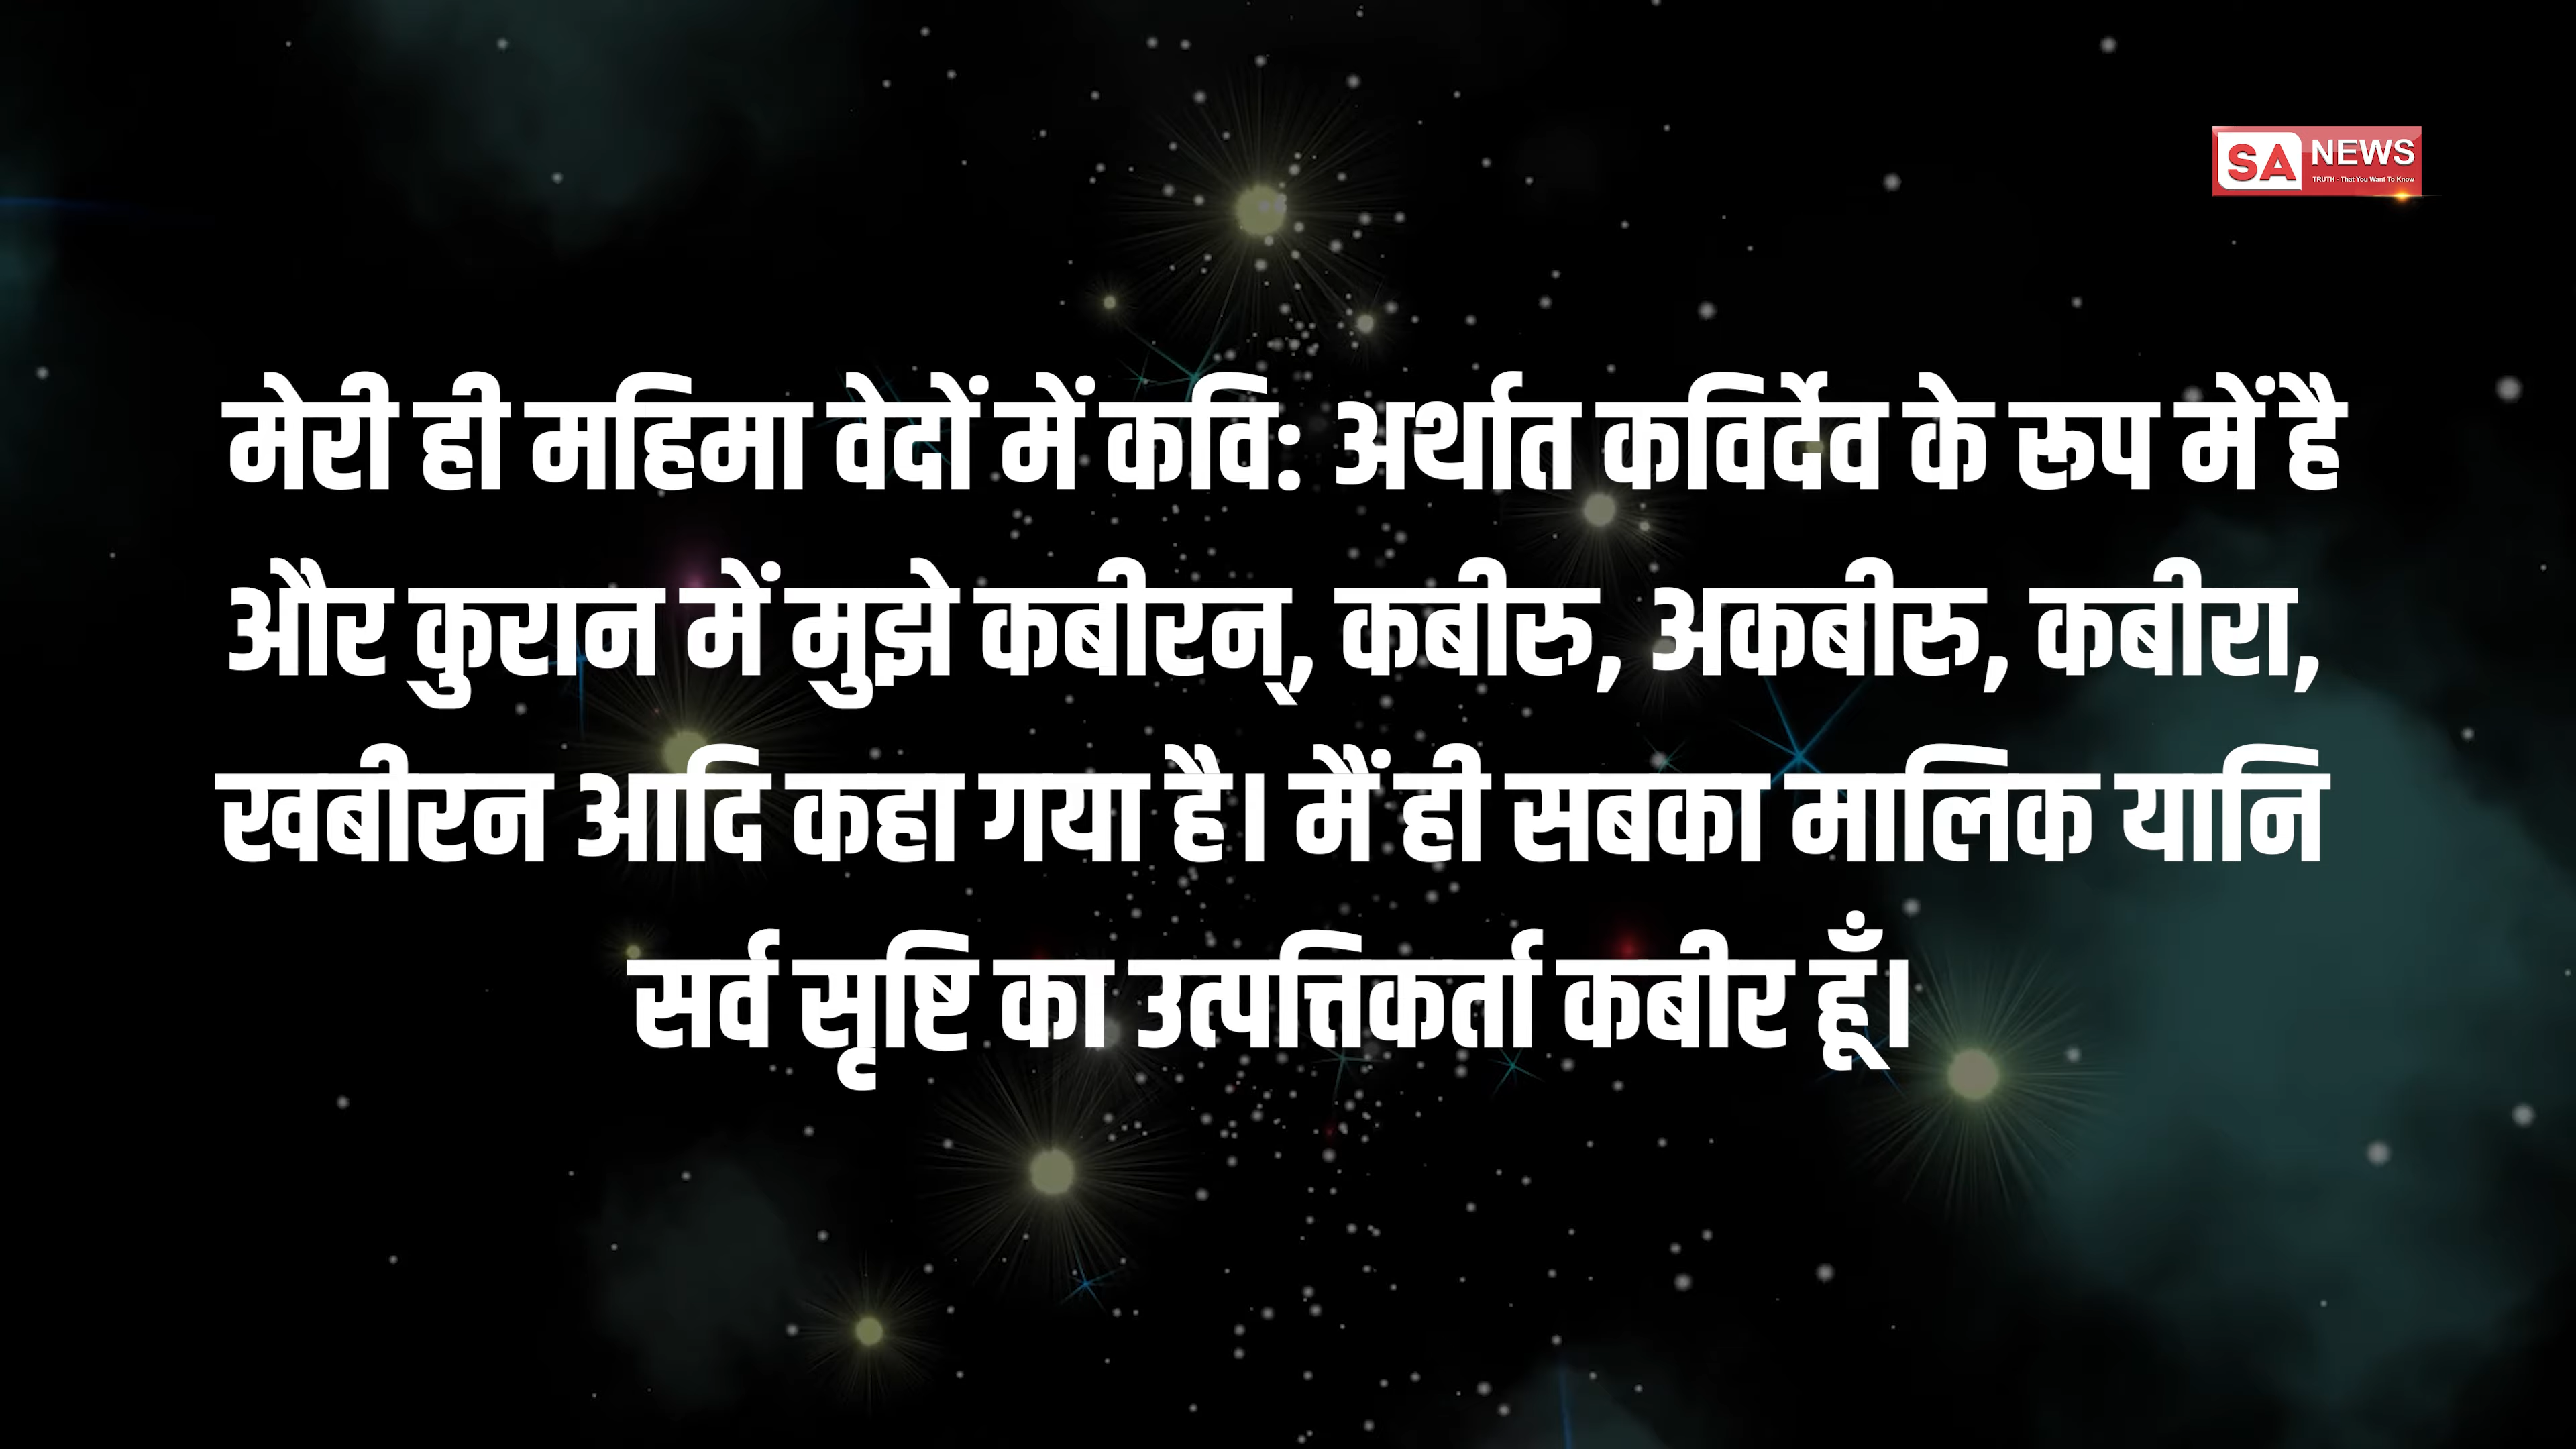 SA NEWS
TRUTH - That You Want To Know
मेरी ही महिमा वेदों में कवि: अर्थात कविर्देव के रूप में है
और कुरान में मुझे कबीरन्, कबीरु, अकबीरु, कबीरा,
खबीरन आदि कहा गया है। मैं ही सबका मालिक यानि
सर्व सृष्टि का उत्पत्तिकर्ता कबीर हूँ।